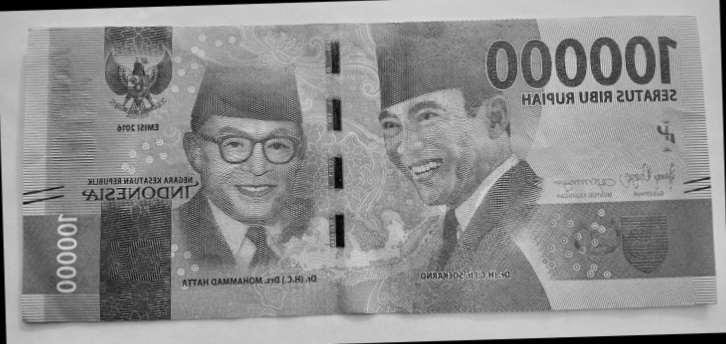 100000
SERATUS RIBU RUPIAH
EMISI 2016
NEGARA KESATUAN REPUBLIK
INDONESIA
GUBERNUR
MENTERI KEUANGAN
100000
Dr. (H.C.) Ir. SOEKARNO
Dr. (H.C.) Drs. MOHAMMAD HATTA